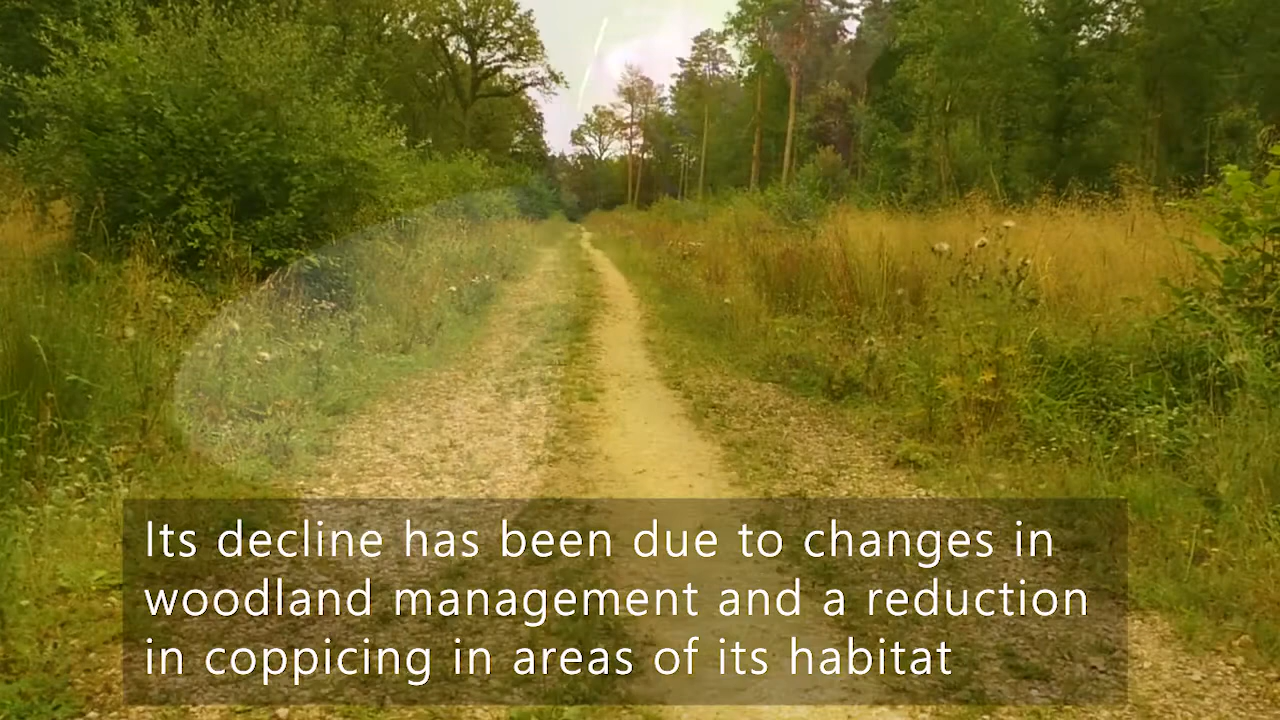 Its decline has been due to changes in
woodland management and a reduction
in coppicing in areas of its habitat